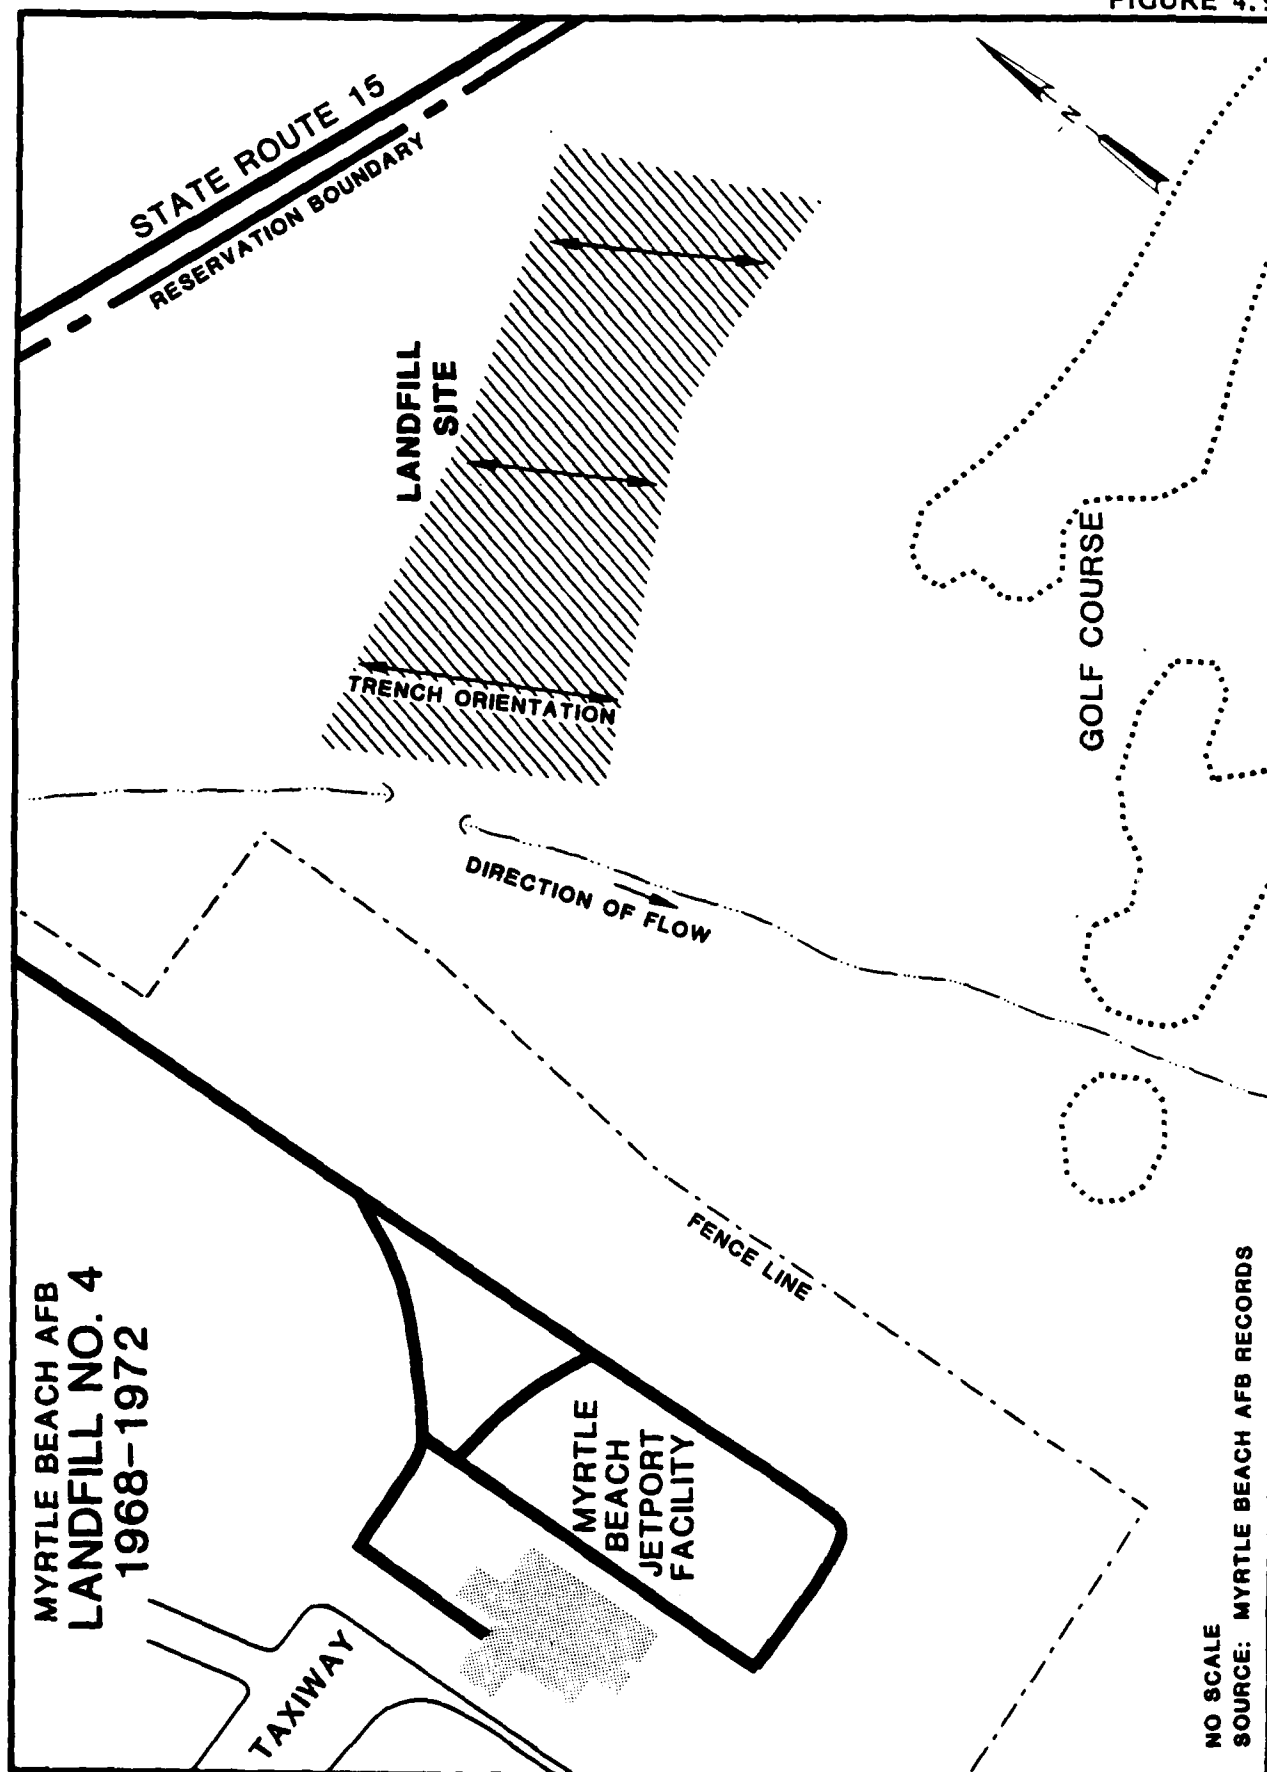 MYRTLE BEACH AFB
LANDFILL NO. 4
1968-1972
STATE ROUTE 15
RESERVATION BOUNDARY
LANDFILL
SITE
TRENCH ORIENTATION
DIRECTION OF FLOW
N
GOLF COURSE
FENCE LINE
MYRTLE
BEACH
JETPORT
FACILITY
TAXIWAY
NO SCALE
SOURCE: MYRTLE BEACH AFB RECORDS
FIGURE